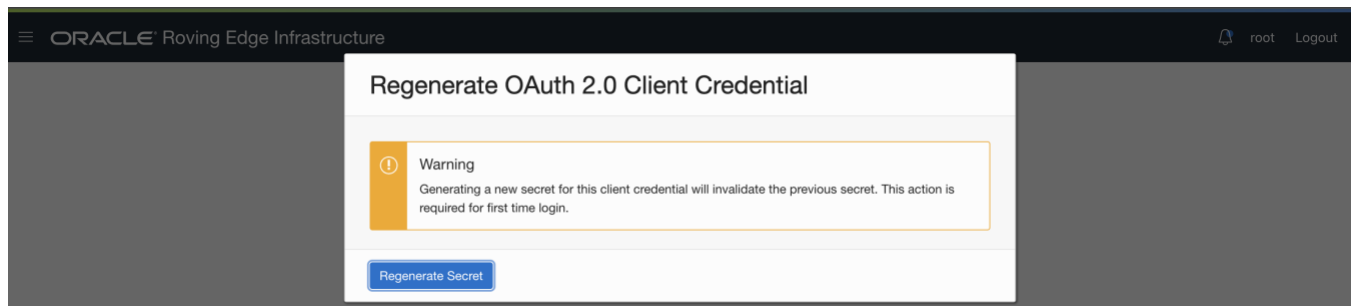 ORACLE Roving Edge Infrastructure
root Logout
Regenerate OAuth 2.0 Client Credential
Warning
Generating a new secret for this client credential will invalidate the previous secret. This action is
required for first time login.
Regenerate Secret